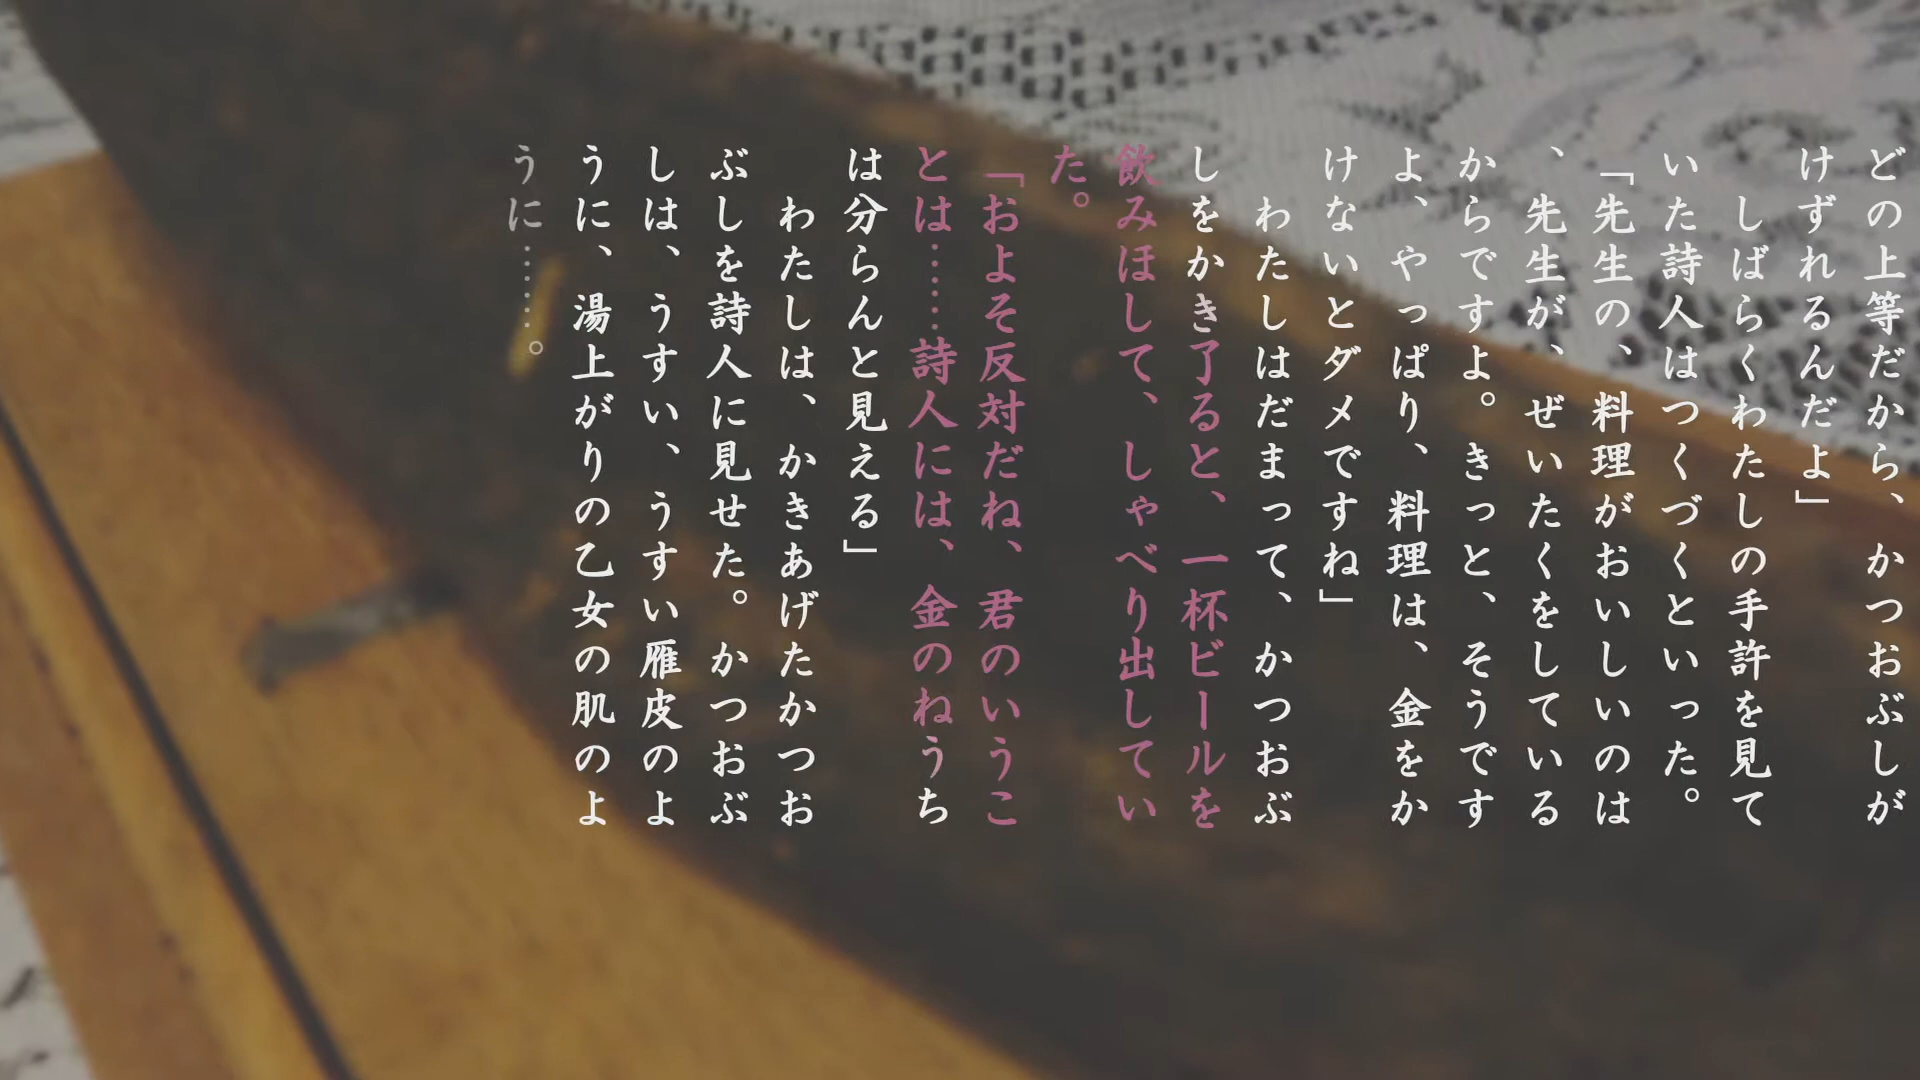 どの上等だから、かつおぶしが
けずれるんだよ」
しばらくわたしの手許を見て
いた詩人はつくづくといった。
「先生の、料理がおいしいのは
、先生が、ぜいたくをしている
からですよ。きっと、そうです
よ、やっぱり、料理は、金をか
けないとダメですね」
わたしはだまって、かつおぶ
しをかき了ると、一杯ビールを
飲みほして、しゃべり出してい
た。
「およそ反対だね、君のいうこ
とは……詩人には、金のねうち
は分らんと見える」
わたしは、かきあげたかつお
ぶしを詩人に見せた。かつおぶ
しは、うすい、うすい雁皮のよ
うに、湯上がりの乙女の肌のよ
うに……。